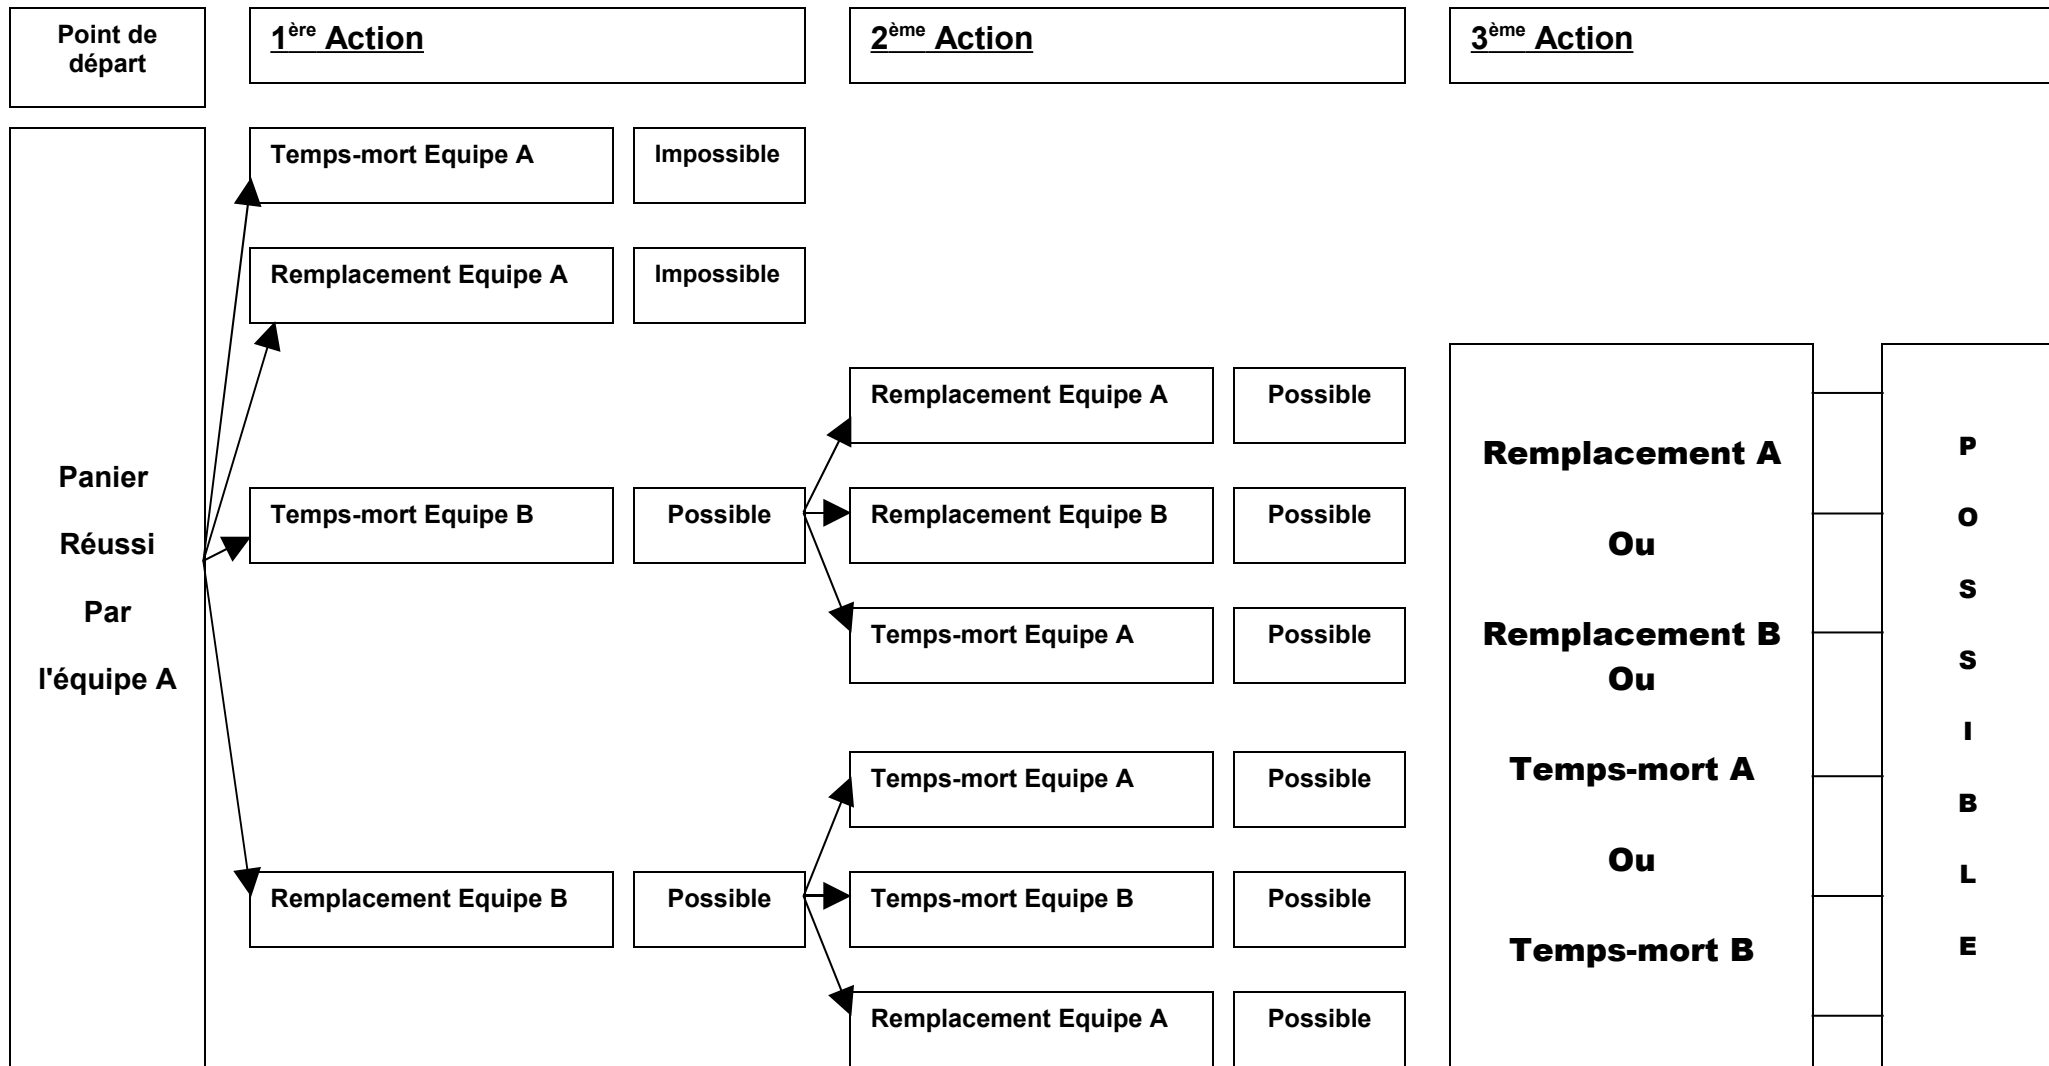 Point de
départ
1ère Action
2ème Action
3ème Action
Panier
Réussi
Par
l'équipe A
Temps-mort Equipe A
Impossible
Remplacement Equipe A
Impossible
Temps-mort Equipe B
Possible
Remplacement Equipe B
Possible
Remplacement Equipe A
Possible
Remplacement Equipe B
Possible
Temps-mort Equipe A
Possible
Temps-mort Equipe A
Possible
Temps-mort Equipe B
Possible
Remplacement Equipe A
Possible
Remplacement A
Ou
Remplacement B
Ou
Temps-mort A
Ou
Temps-mort B
P
O
S
S
I
B
L
E